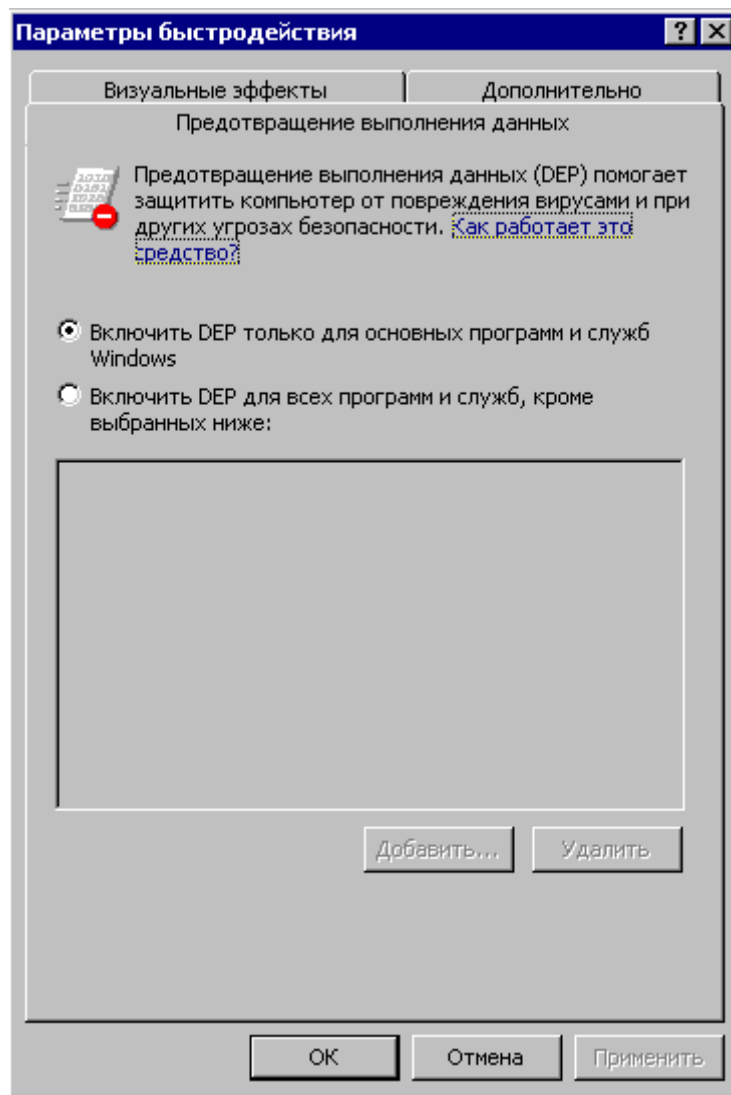 Параметры быстродействия
Визуальные эффекты
Дополнительно
Предотвращение выполнения данных
Предотвращение выполнения данных (DEP) помогает
защитить компьютер от повреждения вирусами и при
других угрозах безопасности. Как работает это
средство?
Включить DEP только для основных программ и служб
Windows
Включить DEP для всех программ и служб, кроме
выбранных ниже:
Добавить...
Удалить
ОК
Отмена
Применить